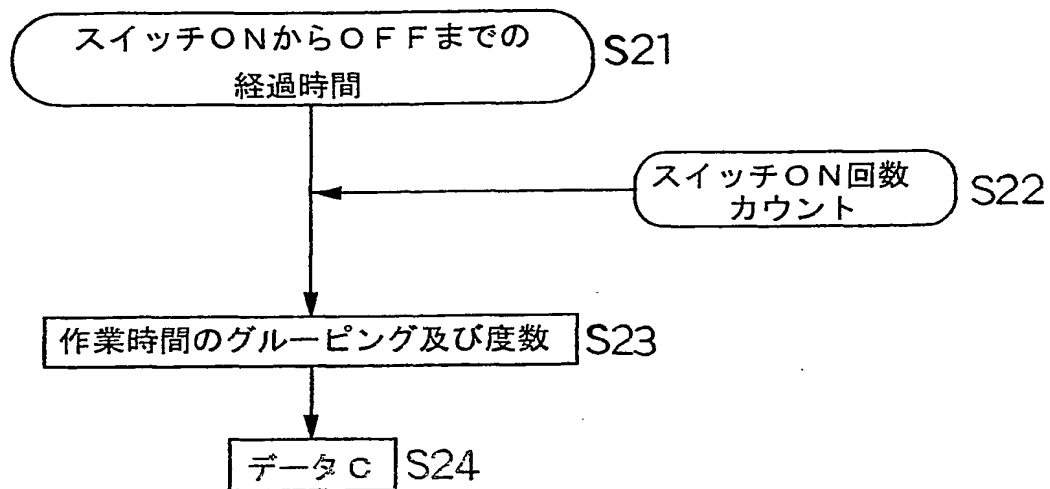 スイッチONからOFFまでの
経過時間
S21
スイッチON回数
カウント
S22
作業時間のグルーピング及び度数
S23
データC
S24